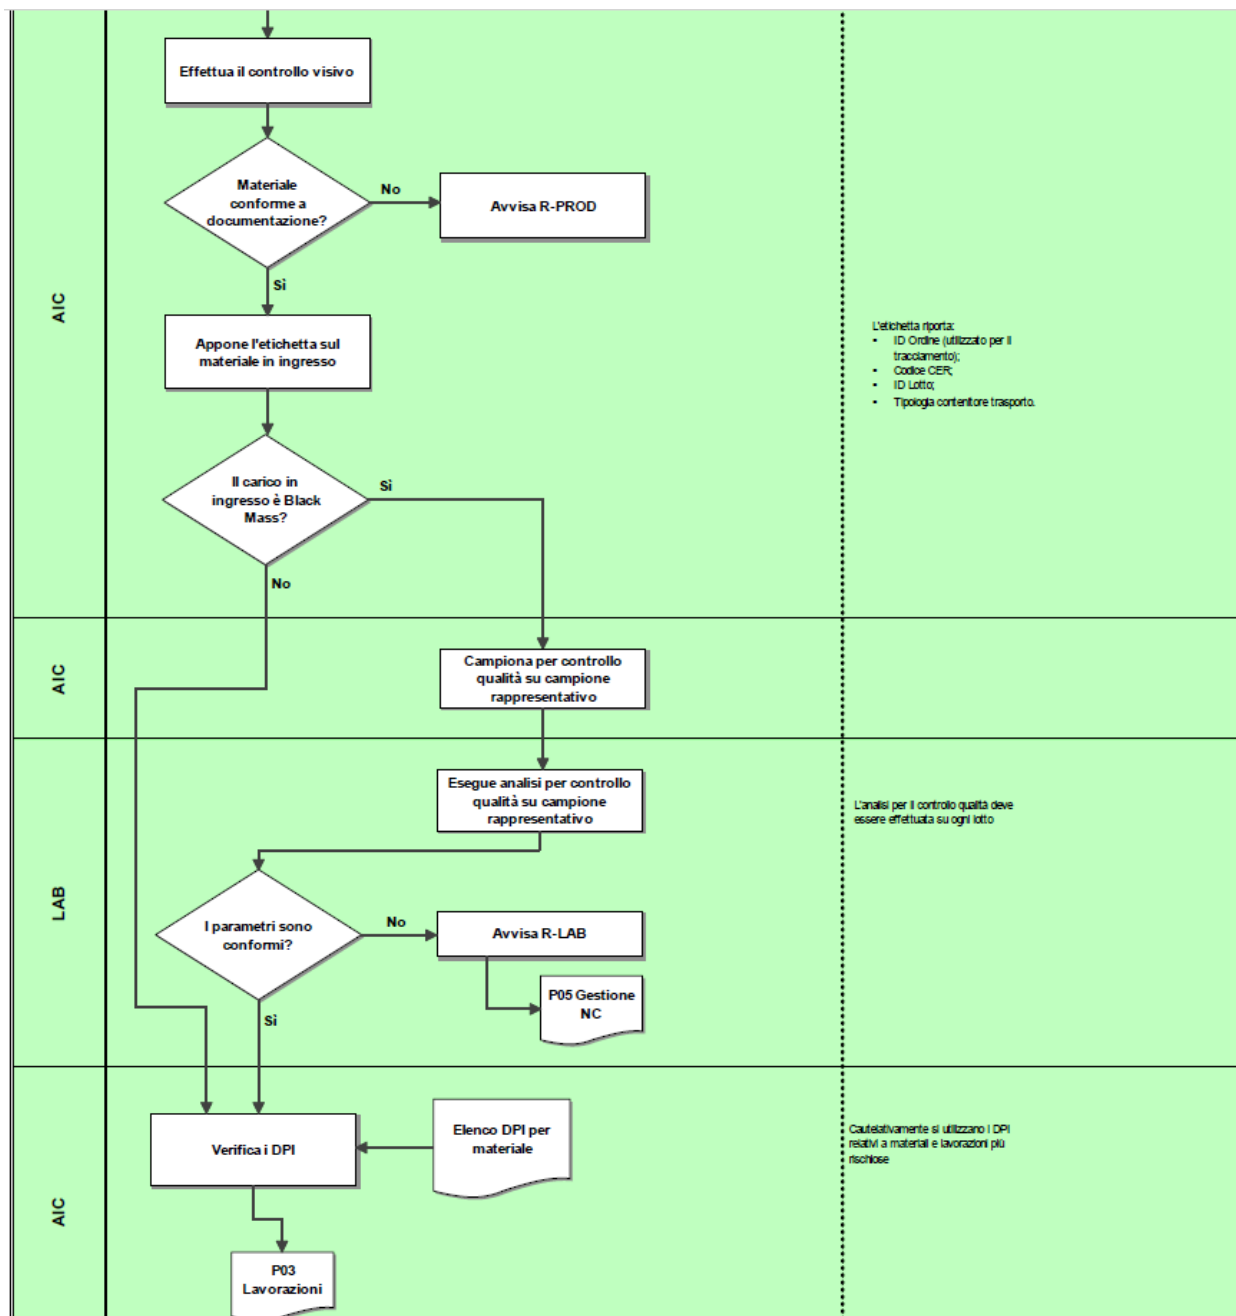 Effettua il controllo visivo
Materiale
conforme a
documentazione?
No
Avvisa R-PROD
Sì
AIC
Appone l'etichetta sul
materiale in ingresso
L'etichetta riporta:
• ID Ordine (utilizzato per il
tracciamento);
• Codice CER;
• ID Lotto;
• Tipologia contenitore trasporto.
Il carico in
ingresso è Black
Mass?
Sì
No
AIC
Campiona per controllo
qualità su campione
rappresentativo
LAB
Esegue analisi per controllo
qualità su campione
rappresentativo
L'analisi per il controllo qualità deve
essere effettuata su ogni lotto
I parametri sono
conformi?
No
Avvisa R-LAB
P05 Gestione
NC
Sì
AIC
Verifica i DPI
Elenco DPI per
materiale
Cautelativamente si utilizzano i DPI
relativi a materiali e lavorazioni più
rischiose
P03
Lavorazioni